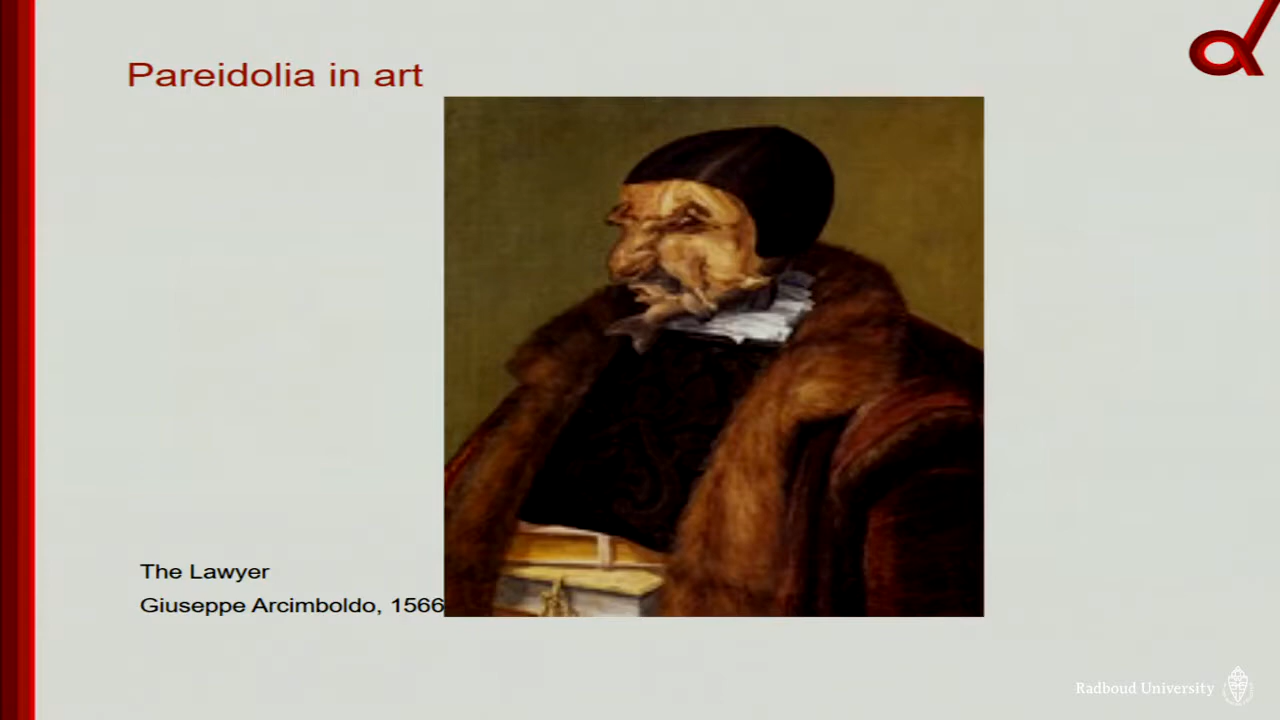 Pareidolia in art
The Lawyer
Giuseppe Arcimboldo, 1566
Radboud University